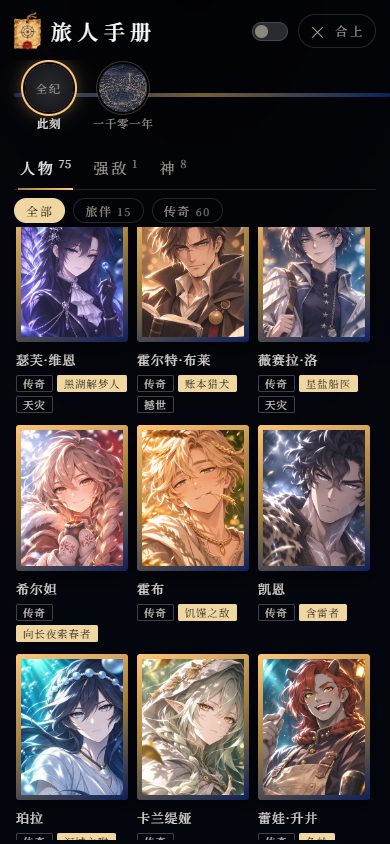 旅人手册
合上
全纪
此刻
一千零一年
人物 75
强敌 1
神 8
全部
旅伴 15
传奇 60
瑟芙·维恩
传奇 黑湖解梦人
天灾
霍尔特·布莱
传奇 账本猎犬
撼世
薇赛拉·洛
传奇 星盐船医
天灾
希尔妲
传奇
向长夜索春者
霍布
传奇 饥馑之敌
凯恩
传奇 含雷者
珀拉
卡兰缇娅
蕾娃·升井